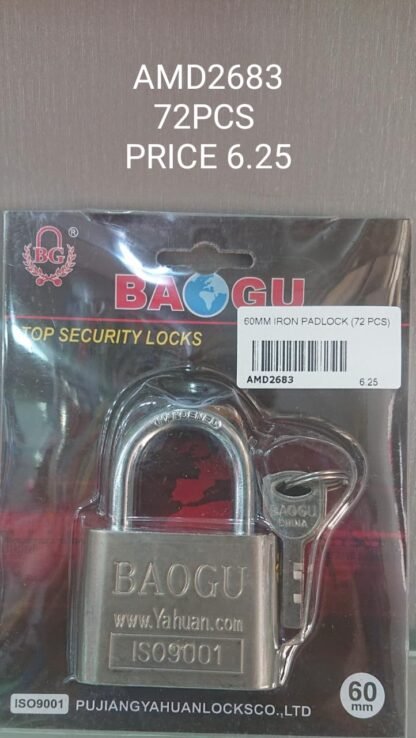 AMD2683
72PCS
PRICE 6.25
BG ®
BAOGU
TOP SECURITY LOCKS
60MM IRON PADLOCK (72 PCS)
AMD2683 6.25
HARDENED
BAOGU
CHINA
BAOGU
www.Yahuan.com
ISO9001
ISO9001 PUJIANGYAHUANLOCKSCO.,LTD
60
mm